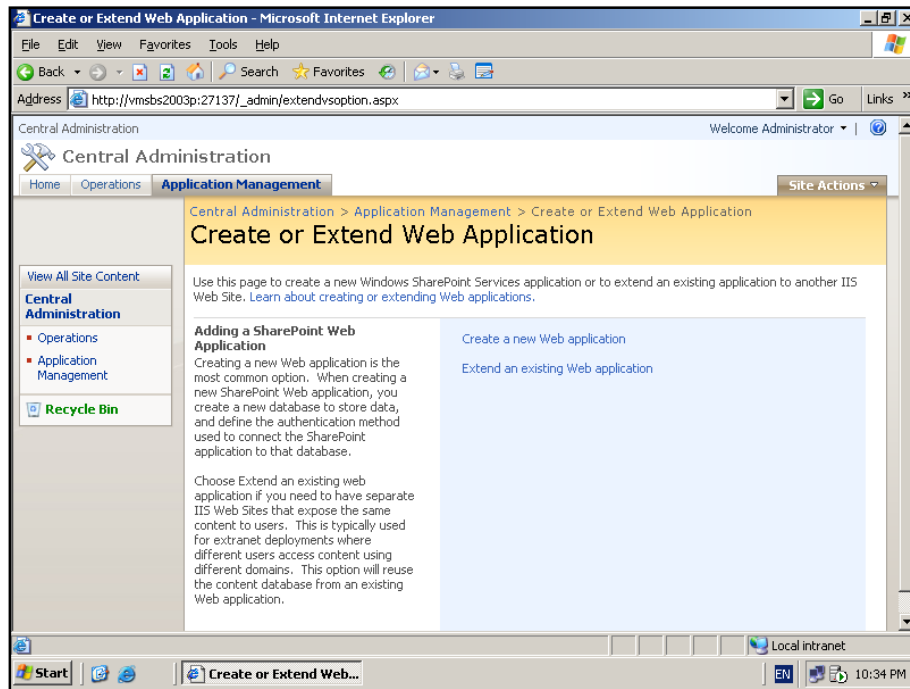 Create or Extend Web Application - Microsoft Internet Explorer
File Edit View Favorites Tools Help
Back Search Favorites
Address http://vmsbs2003p:27137/_admin/extendvsoption.aspx Go Links »
Central Administration Welcome Administrator
Central Administration
Home Operations Application Management Site Actions
Central Administration > Application Management > Create or Extend Web Application
Create or Extend Web Application
View All Site Content
Central
Administration
Operations
Application
Management
Recycle Bin
Use this page to create a new Windows SharePoint Services application or to extend an existing application to another IIS
Web Site. Learn about creating or extending Web applications.
Adding a SharePoint Web
Application
Creating a new Web application is the
most common option. When creating a
new SharePoint Web application, you
create a new database to store data,
and define the authentication method
used to connect the SharePoint
application to that database.
Choose Extend an existing web
application if you need to have separate
IIS Web Sites that expose the same
content to users. This is typically used
for extranet deployments where
different users access content using
different domains. This option will reuse
the content database from an existing
Web application.
Create a new Web application
Extend an existing Web application
Local intranet
Start Create or Extend Web... EN 10:34 PM